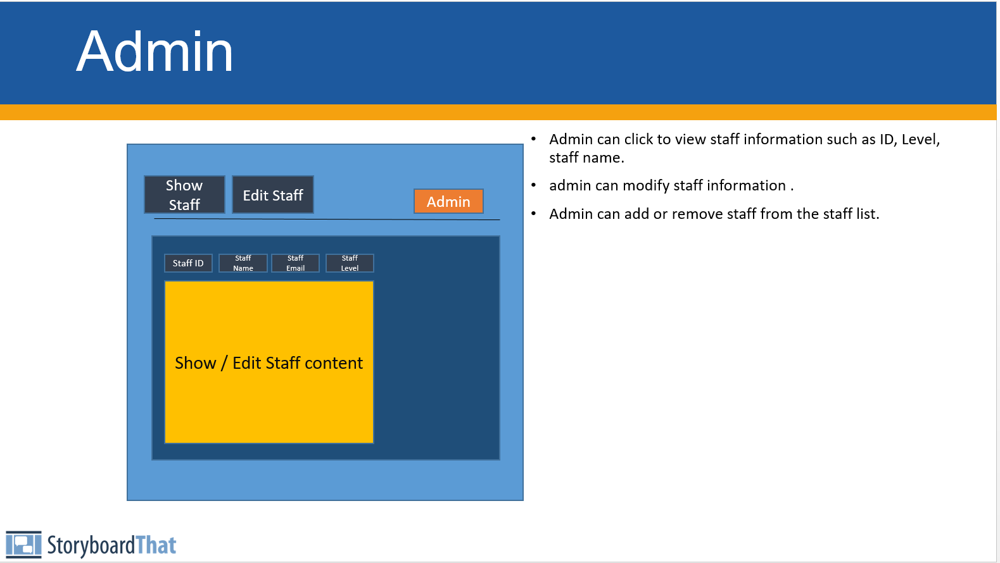 Admin
Show
Staff
Edit Staff
Admin
Staff ID
Staff
Name
Staff
Email
Staff
Level
Show / Edit Staff content
• Admin can click to view staff information such as ID, Level,
staff name.
• admin can modify staff information .
• Admin can add or remove staff from the staff list.
StoryboardThat